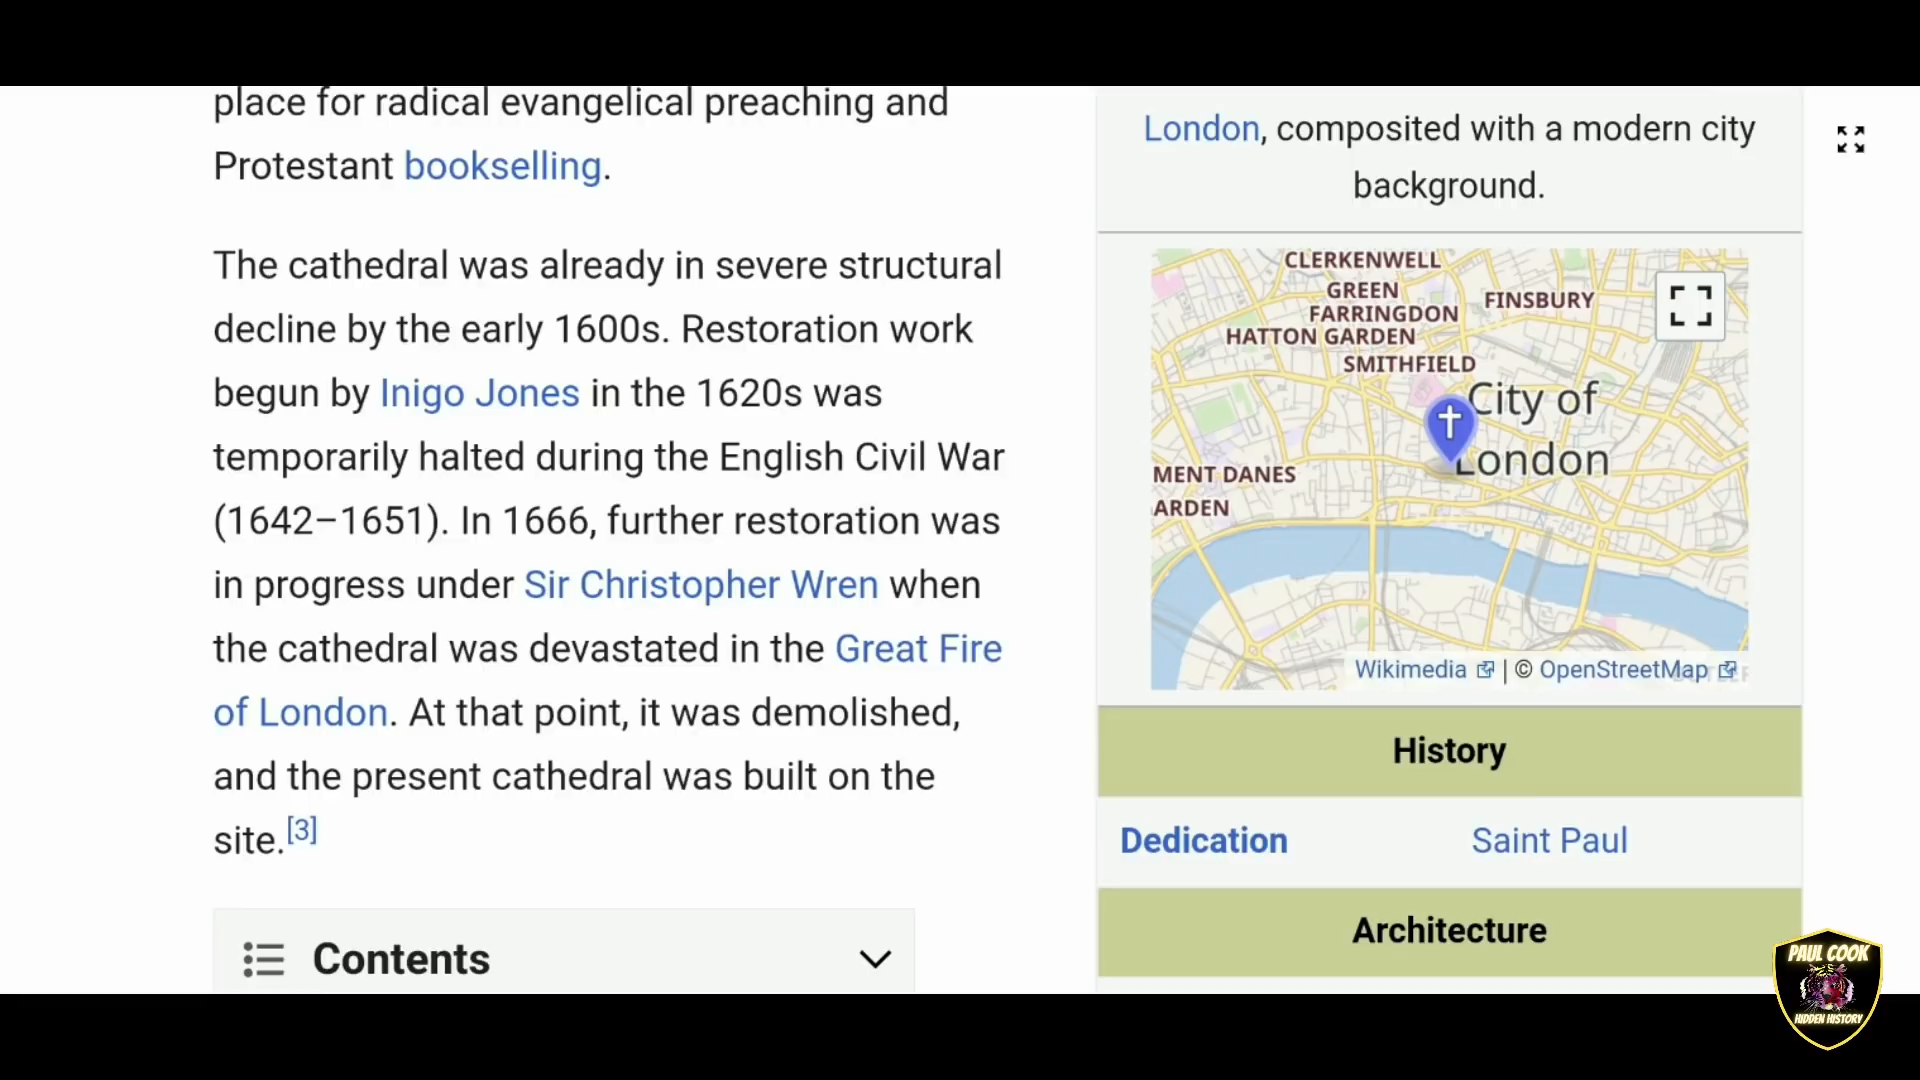 place for radical evangelical preaching and
Protestant bookselling.
The cathedral was already in severe structural
decline by the early 1600s. Restoration work
begun by Inigo Jones in the 1620s was
temporarily halted during the English Civil War
(1642–1651). In 1666, further restoration was
in progress under Sir Christopher Wren when
the cathedral was devastated in the Great Fire
of London. At that point, it was demolished,
and the present cathedral was built on the
site.[3]
Contents
London, composited with a modern city
background.
CLERKENWELL
GREEN
FINSBURY
FARRINGDON
HATTON GARDEN
SMITHFIELD
City of
London
MENT DANES
ARDEN
Wikimedia | © OpenStreetMap
History
Dedication Saint Paul
Architecture
PAUL COOK
HIDDEN HISTORY